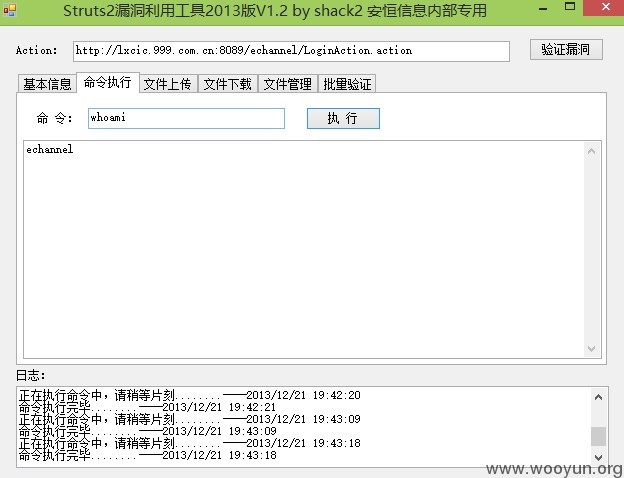 Struts2漏洞利用工具2013版V1.2 by shack2 安恒信息内部专用
Action: http://lxcic.999.com.cn:8089/echannel/LoginAction.action 验证漏洞
基本信息 命令执行 文件上传 文件下载 文件管理 批量验证
命 令: whoami 执 行
echannel
日志:
正在执行命令中，请稍等片刻........——2013/12/21 19:42:20
命令执行完毕........——2013/12/21 19:42:21
正在执行命令中，请稍等片刻........——2013/12/21 19:43:09
命令执行完毕........——2013/12/21 19:43:09
正在执行命令中，请稍等片刻........——2013/12/21 19:43:18
命令执行完毕........——2013/12/21 19:43:18
www.wooyun.org